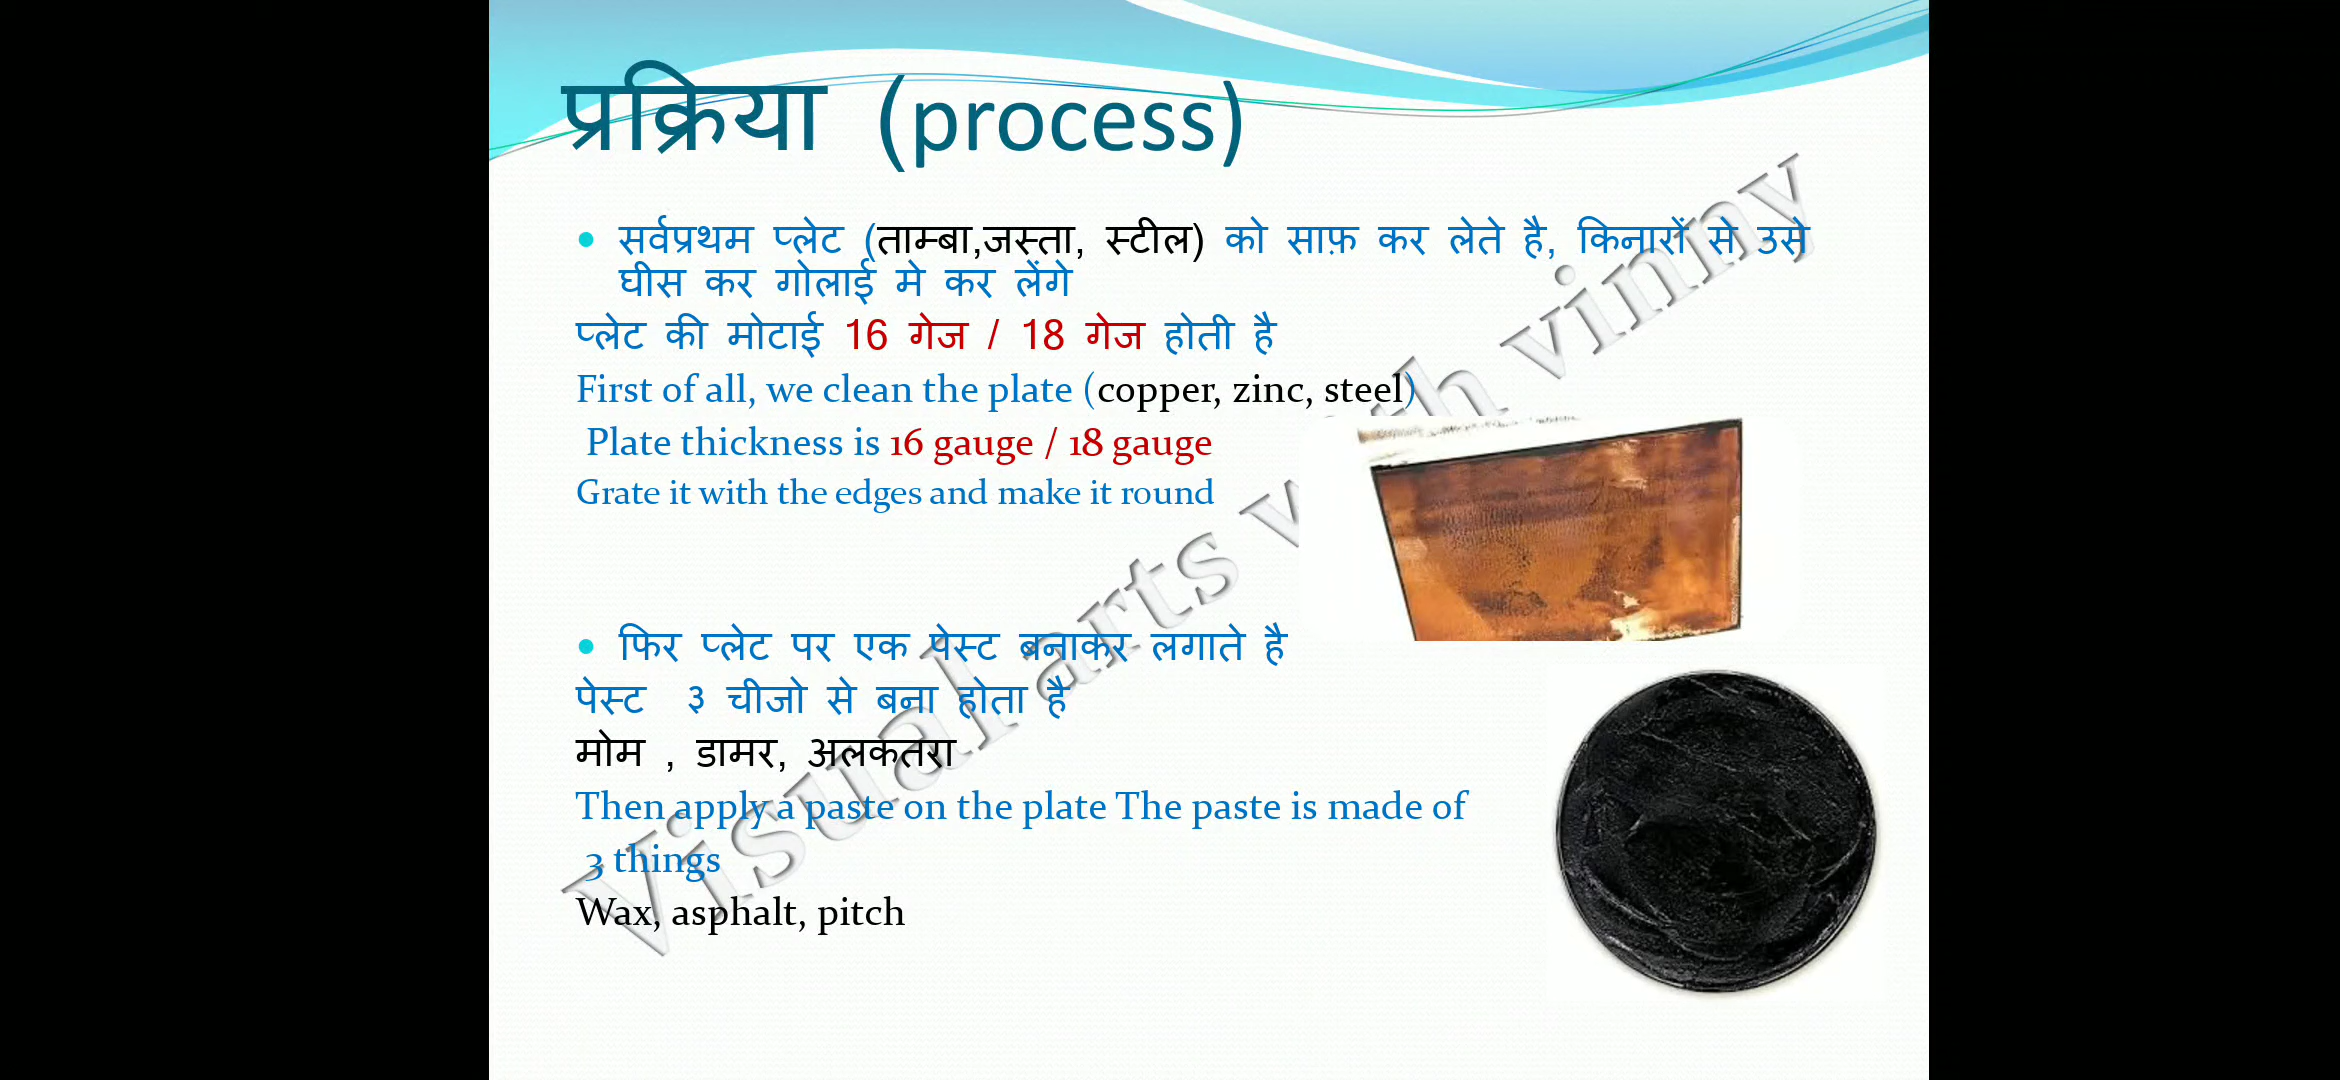 प्रक्रिया (process)
• सर्वप्रथम प्लेट (ताम्बा,जस्ता, स्टील) को साफ़ कर लेते है, किनारों से उसे
घीस कर गोलाई मे कर लेंगे
प्लेट की मोटाई 16 गेज / 18 गेज होती है
First of all, we clean the plate (copper, zinc, steel)
Plate thickness is 16 gauge / 18 gauge
Grate it with the edges and make it round
• फिर प्लेट पर एक पेस्ट बनाकर लगाते है
पेस्ट ३ चीजो से बना होता है
मोम , डामर, अलकतरा
Then apply a paste on the plate The paste is made of
3 things
Wax, asphalt, pitch
Visual arts with vinny